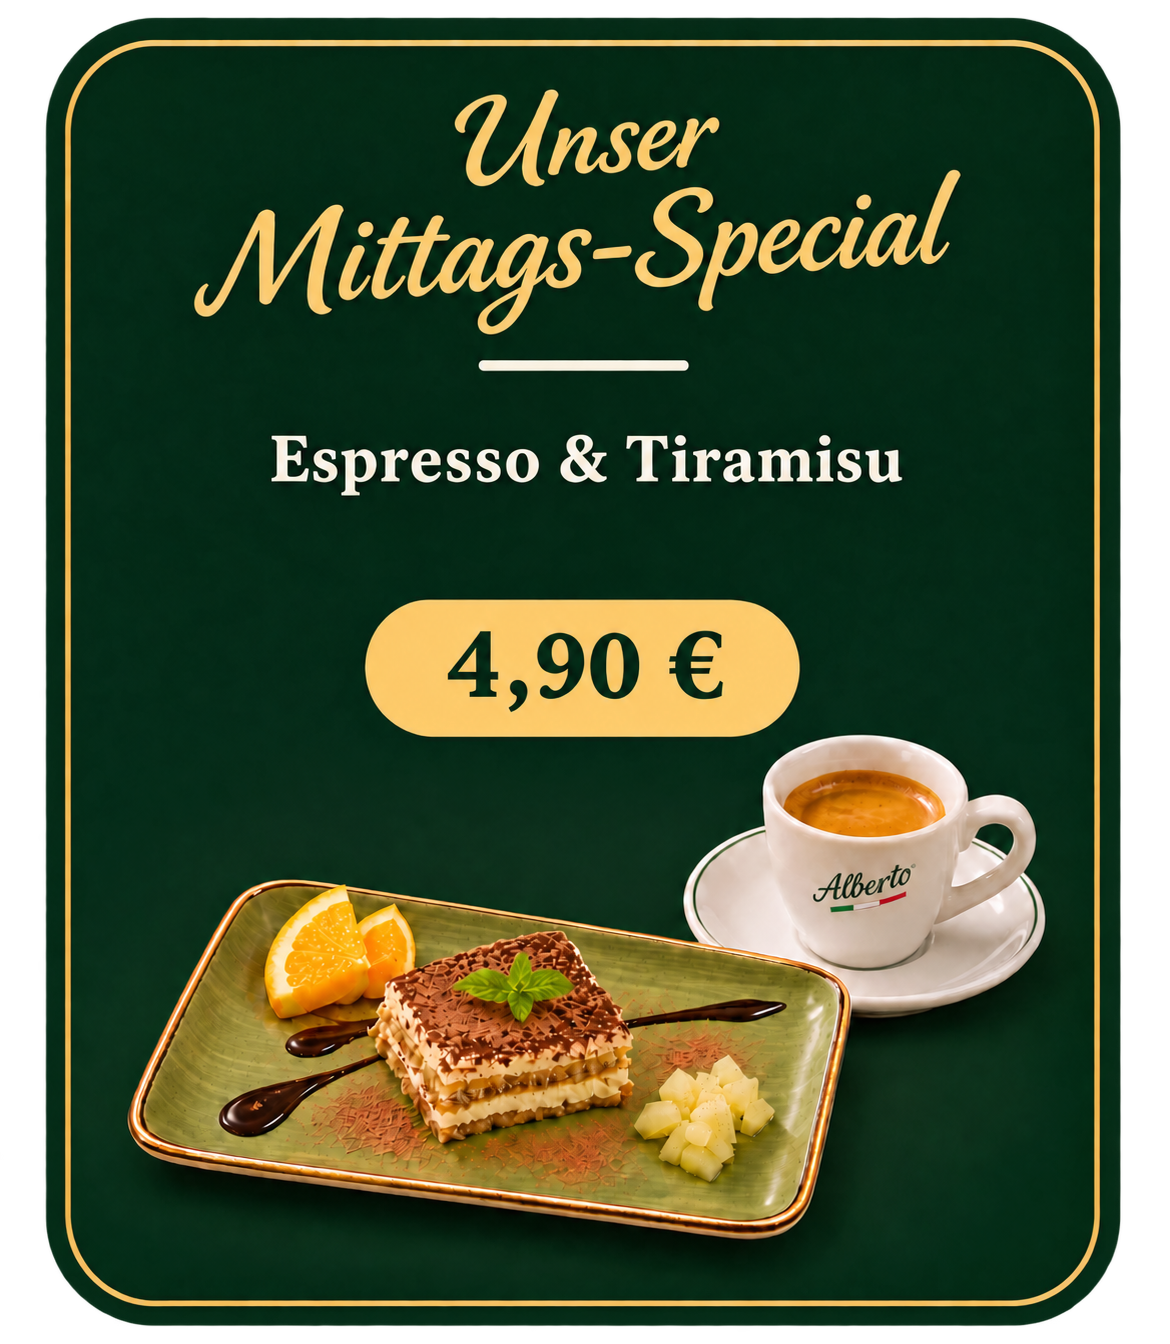 Unser
Mittags-Special
Espresso & Tiramisu
4,90 €
Alberto